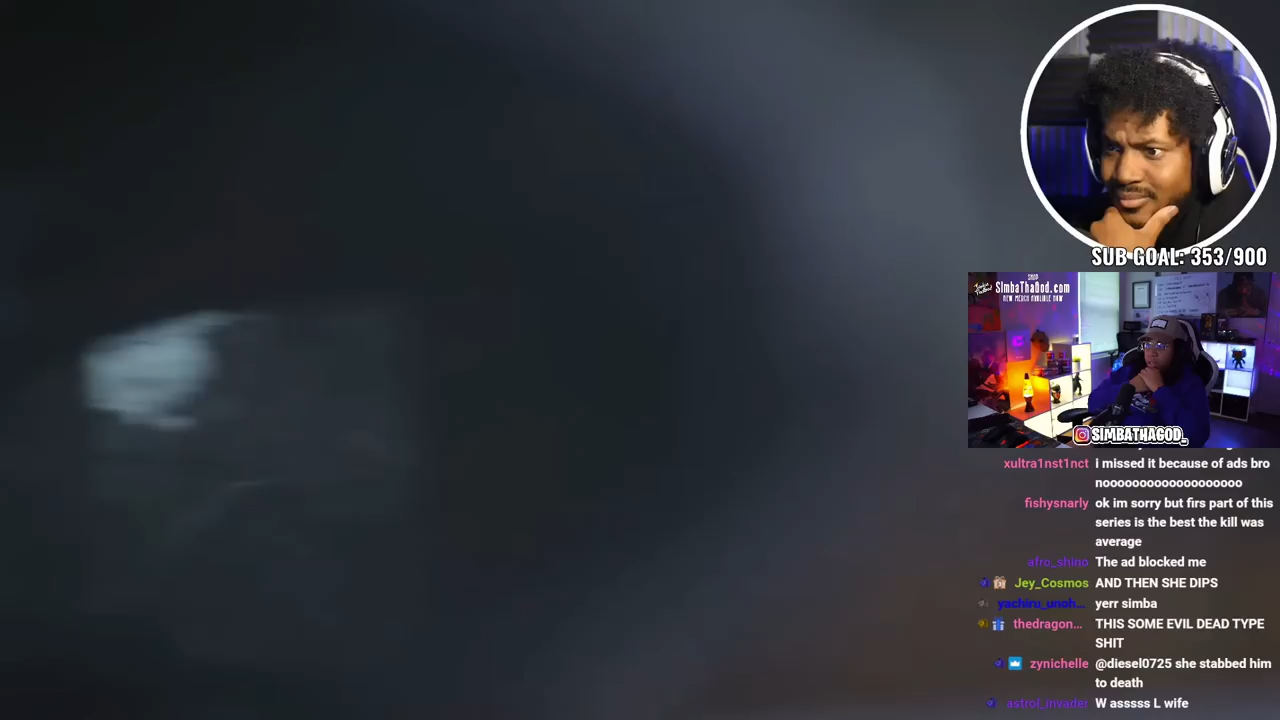 SUB GOAL: 353/900
SHOP
SIMBATHAGOD.COM
NEW MERCH AVAILABLE NOW
SIMBATHAGOD_
xultra1nst1nct i missed it because of ads bro
nooooooooooooooooooo
fishysnarly ok im sorry but firs part of this
series is the best the kill was
average
afro_shino The ad blocked me
Jey_Cosmos AND THEN SHE DIPS
yachiru_unoh... yerr simba
thedragon... THIS SOME EVIL DEAD TYPE
SHIT
zynichelle @diesel0725 she stabbed him
to death
astrol_invader W asssss L wife